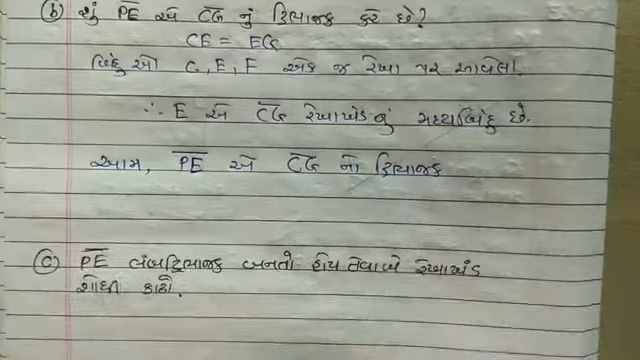 (b) શું PE એ CG નું દ્વિભાજક કરે છે?
CE = EG
બિંદુ ઓ C, E, F એક જ રેખા પર આવેલા.
∴ E એ CG રેખાખંડનું મધ્યબિંદુ છે.
આમ, PE એ CG નો દ્વિભાજક
(c) PE લંબદ્વિભાજક બનતો હોય તેવા બે રેખાખંડ
શોધી કાઢો.